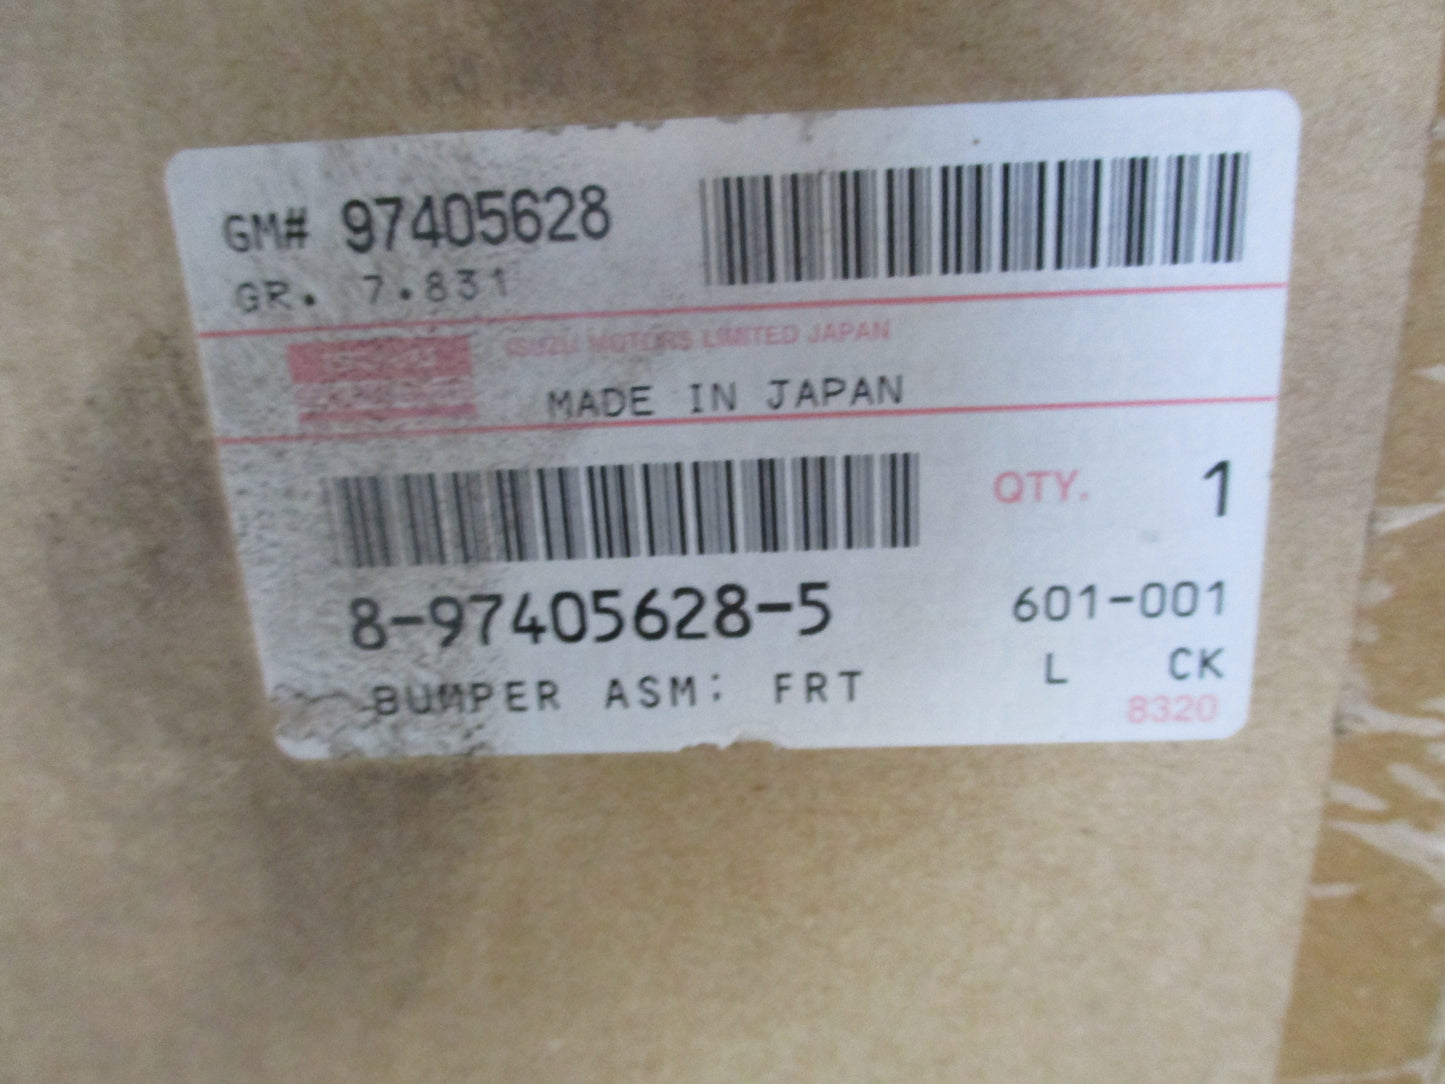 GM# 97405628
GR. 7.831
ISUZU MOTORS LIMITED JAPAN
MADE IN JAPAN
QTY. 1
8-97405628-5 601-001
BUMPER ASM; FRT L CK
8320